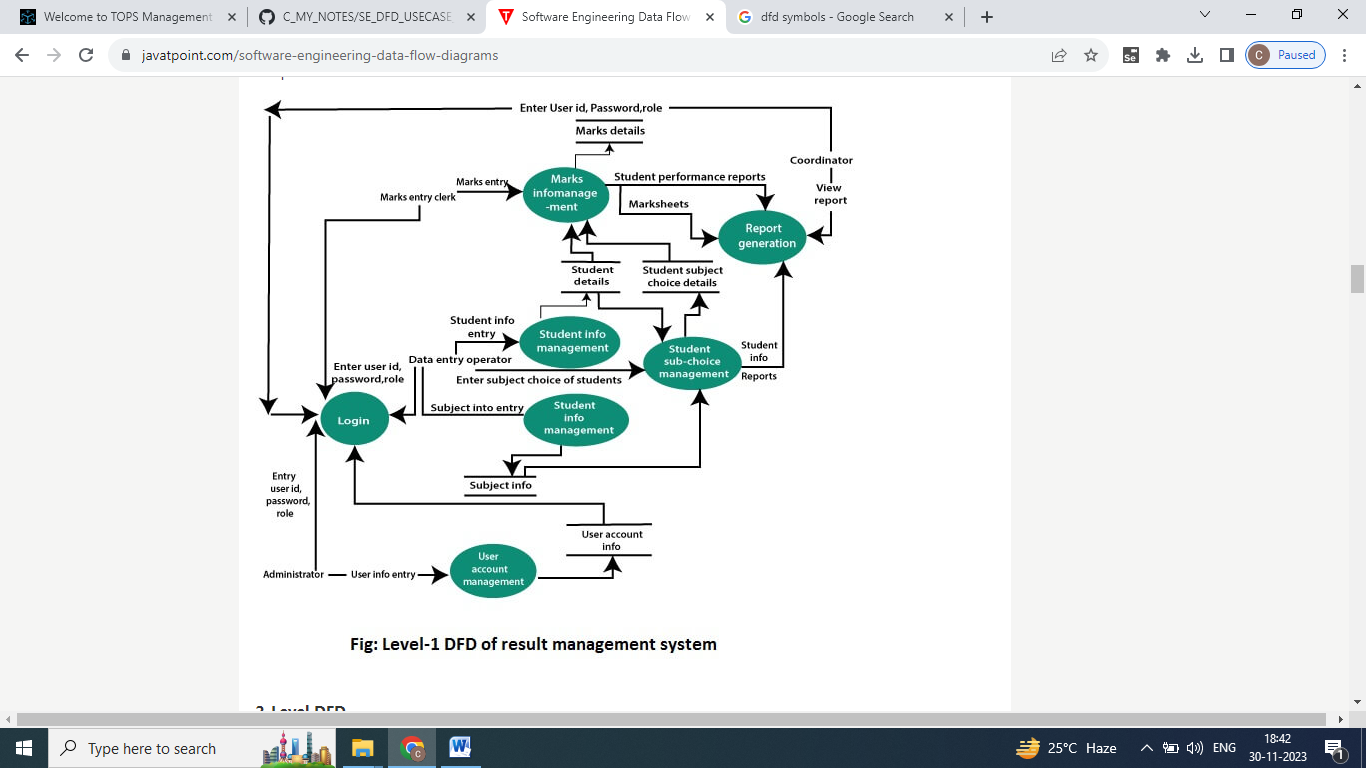 Welcome to TOPS Management
C_MY_NOTES/SE_DFD_USECASE_
Software Engineering Data Flow
dfd symbols - Google Search
javatpoint.com/software-engineering-data-flow-diagrams
Se
C
Paused
Enter User id, Password,role
Marks details
Coordinator
View
report
Marks
infomanage
-ment
Student performance reports
Marks entry
Marks entry clerk
Marksheets
Report
generation
Student
details
Student subject
choice details
Student info
entry
Student info
management
Student
sub-choice
management
Student
info
Reports
Data entry operator
Enter user id,
password,role
Enter subject choice of students
Login
Subject into entry
Student
info
management
Entry
user id,
password,
role
Subject info
User account
info
User
account
management
Administrator
User info entry
Fig: Level-1 DFD of result management system
2-Level DFD
Type here to search
C
W
25°C Haze
ENG
18:42
30-11-2023
1